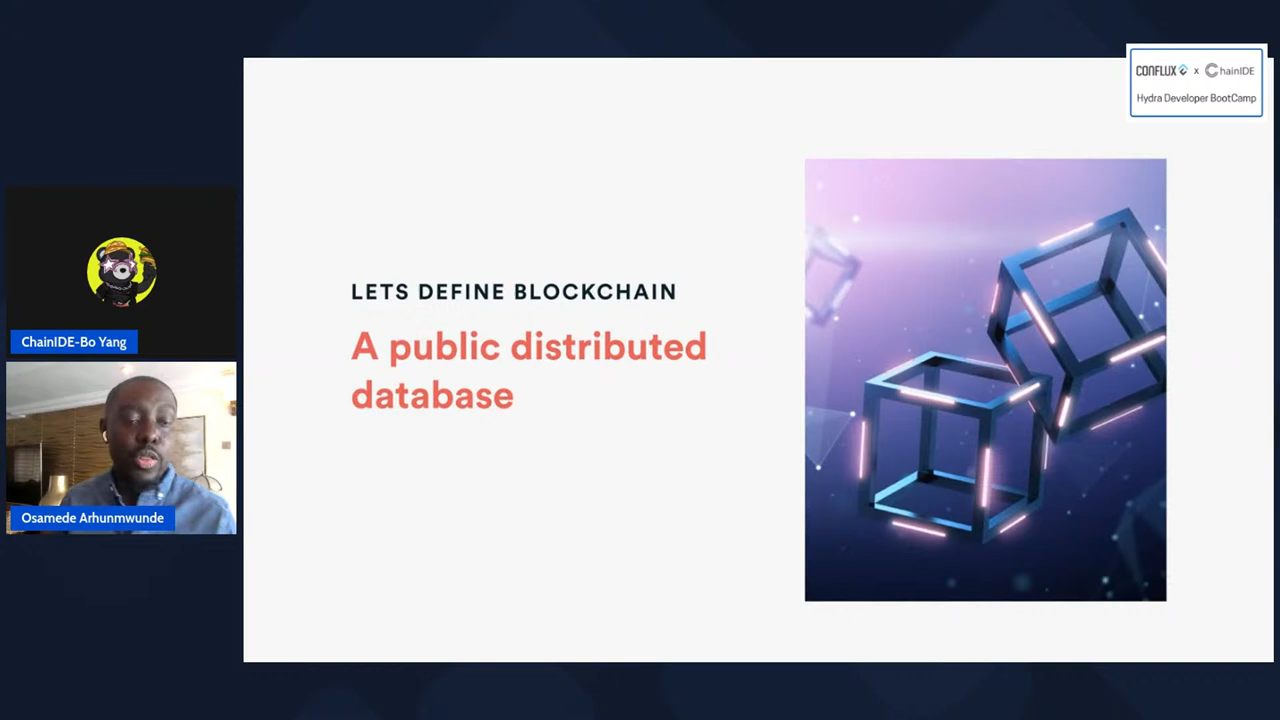 CONFLUX x ChainIDE
Hydra Developer BootCamp
LETS DEFINE BLOCKCHAIN
A public distributed
database
ChainIDE-Bo Yang
Osamede Arhunmwunde